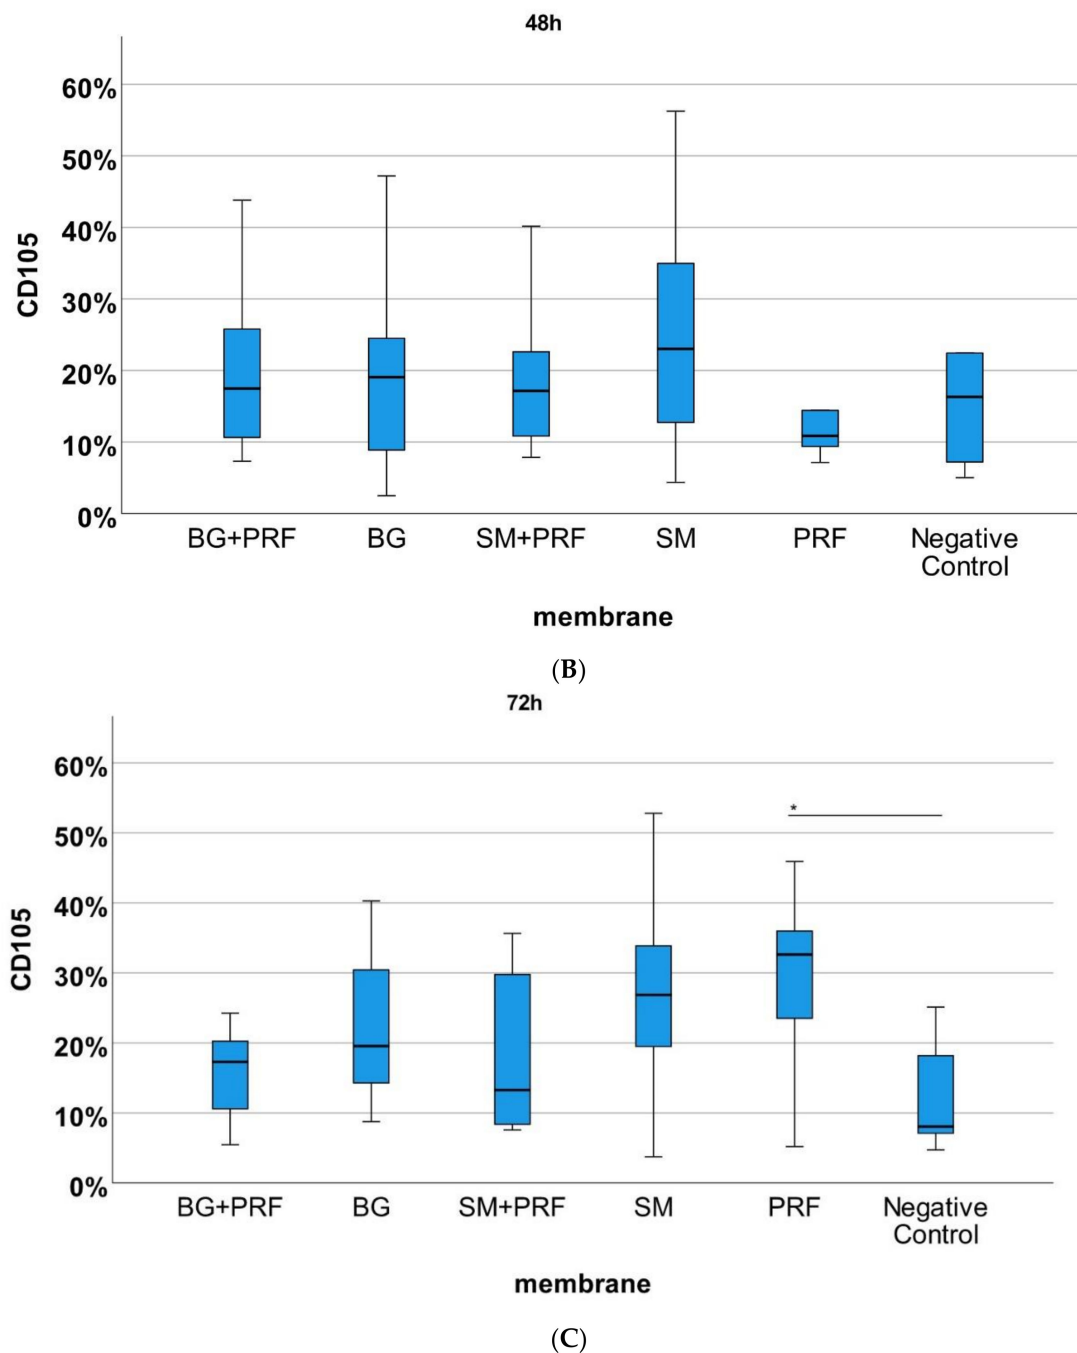 48h
60%
50%
40%
30%
20%
10%
0%
CD105
BG+PRF BG SM+PRF SM PRF Negative Control
membrane
(B)
72h
60%
50%
40%
30%
20%
10%
0%
CD105
*
BG+PRF BG SM+PRF SM PRF Negative Control
membrane
(C)